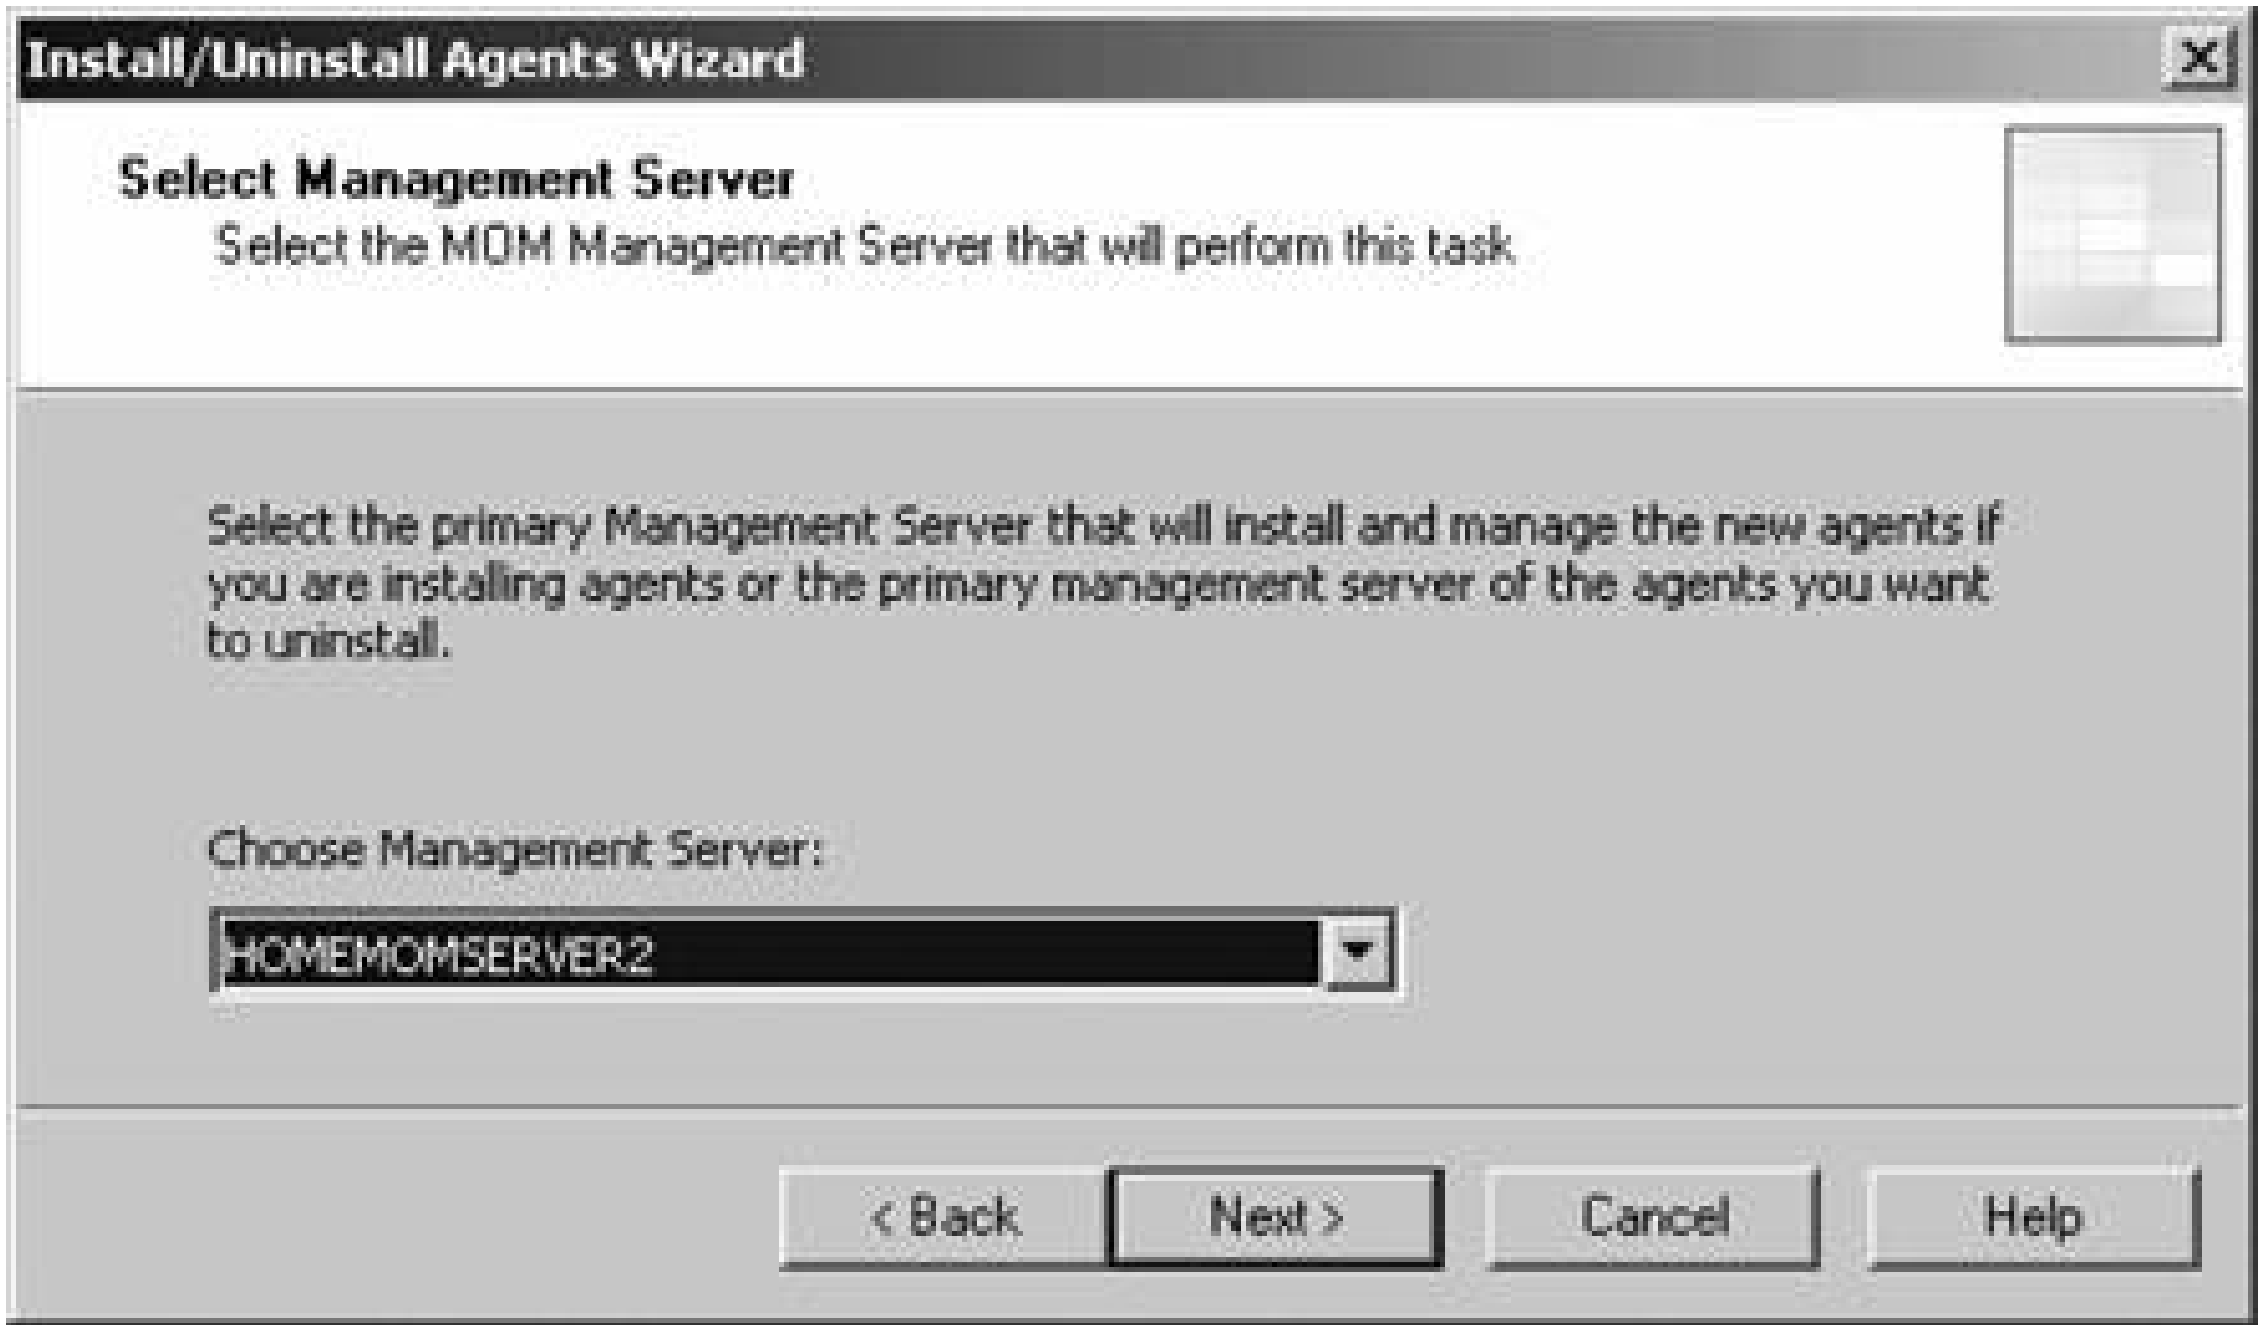 Install/Uninstall Agents Wizard
Select Management Server
Select the MOM Management Server that will perform this task
Select the primary Management Server that will install and manage the new agents if
you are installing agents or the primary management server of the agents you want
to uninstall.
Choose Management Server:
HOMEMOMSERVER2
< Back Next > Cancel Help